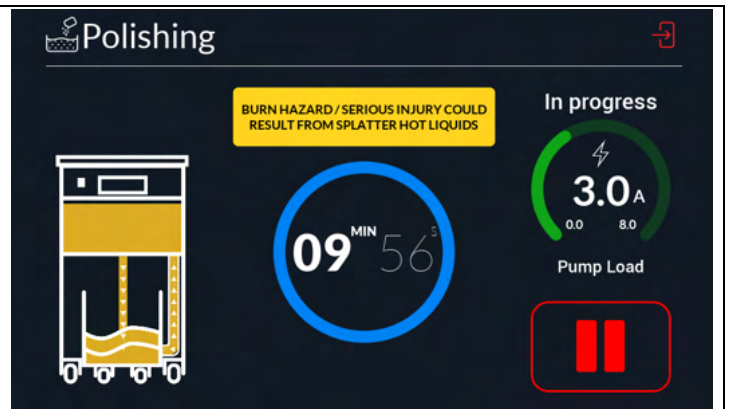 Polishing
BURN HAZARD / SERIOUS INJURY COULD
RESULT FROM SPLATTER HOT LIQUIDS
In progress
3.0 A
0.0 8.0
Pump Load
09 MIN 56 S